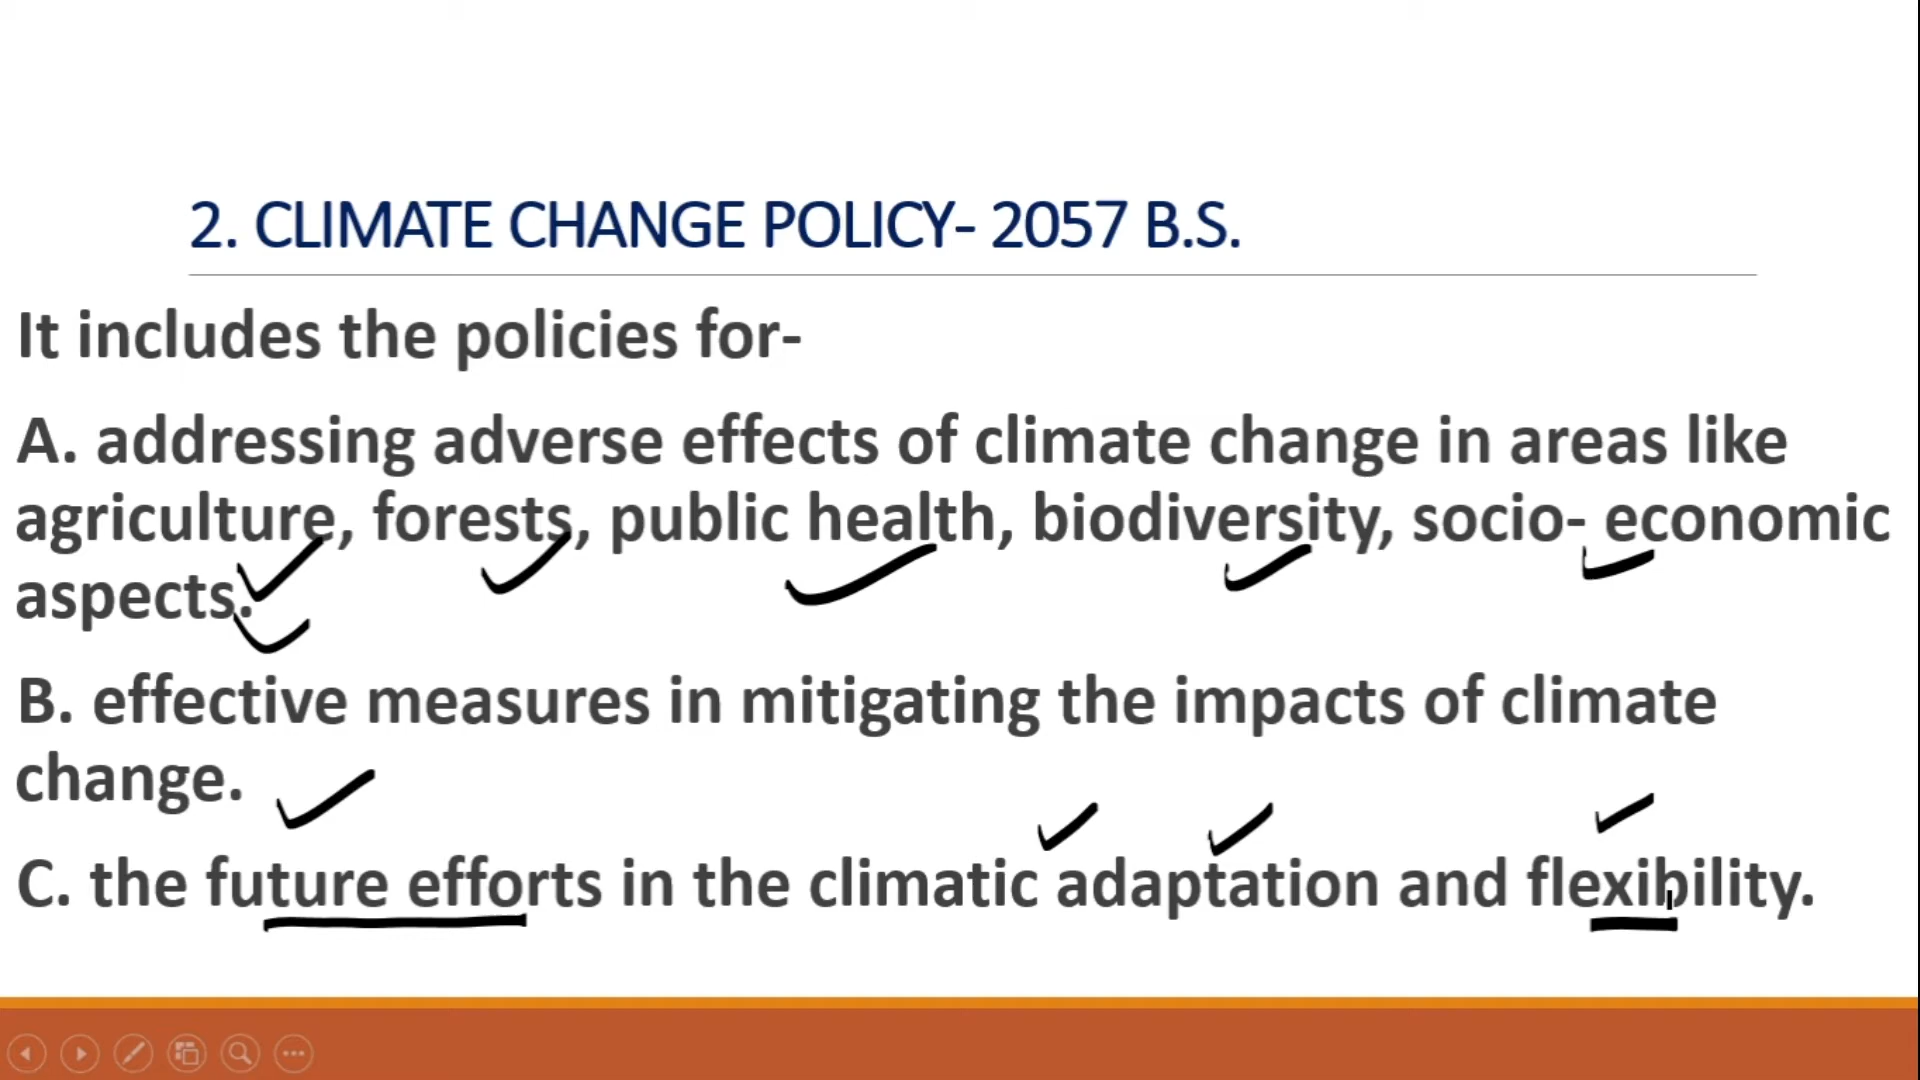 2. CLIMATE CHANGE POLICY- 2057 B.S.
It includes the policies for-
A. addressing adverse effects of climate change in areas like
agriculture, forests, public health, biodiversity, socio- economic
aspects.
B. effective measures in mitigating the impacts of climate
change.
C. the future efforts in the climatic adaptation and flexibility.